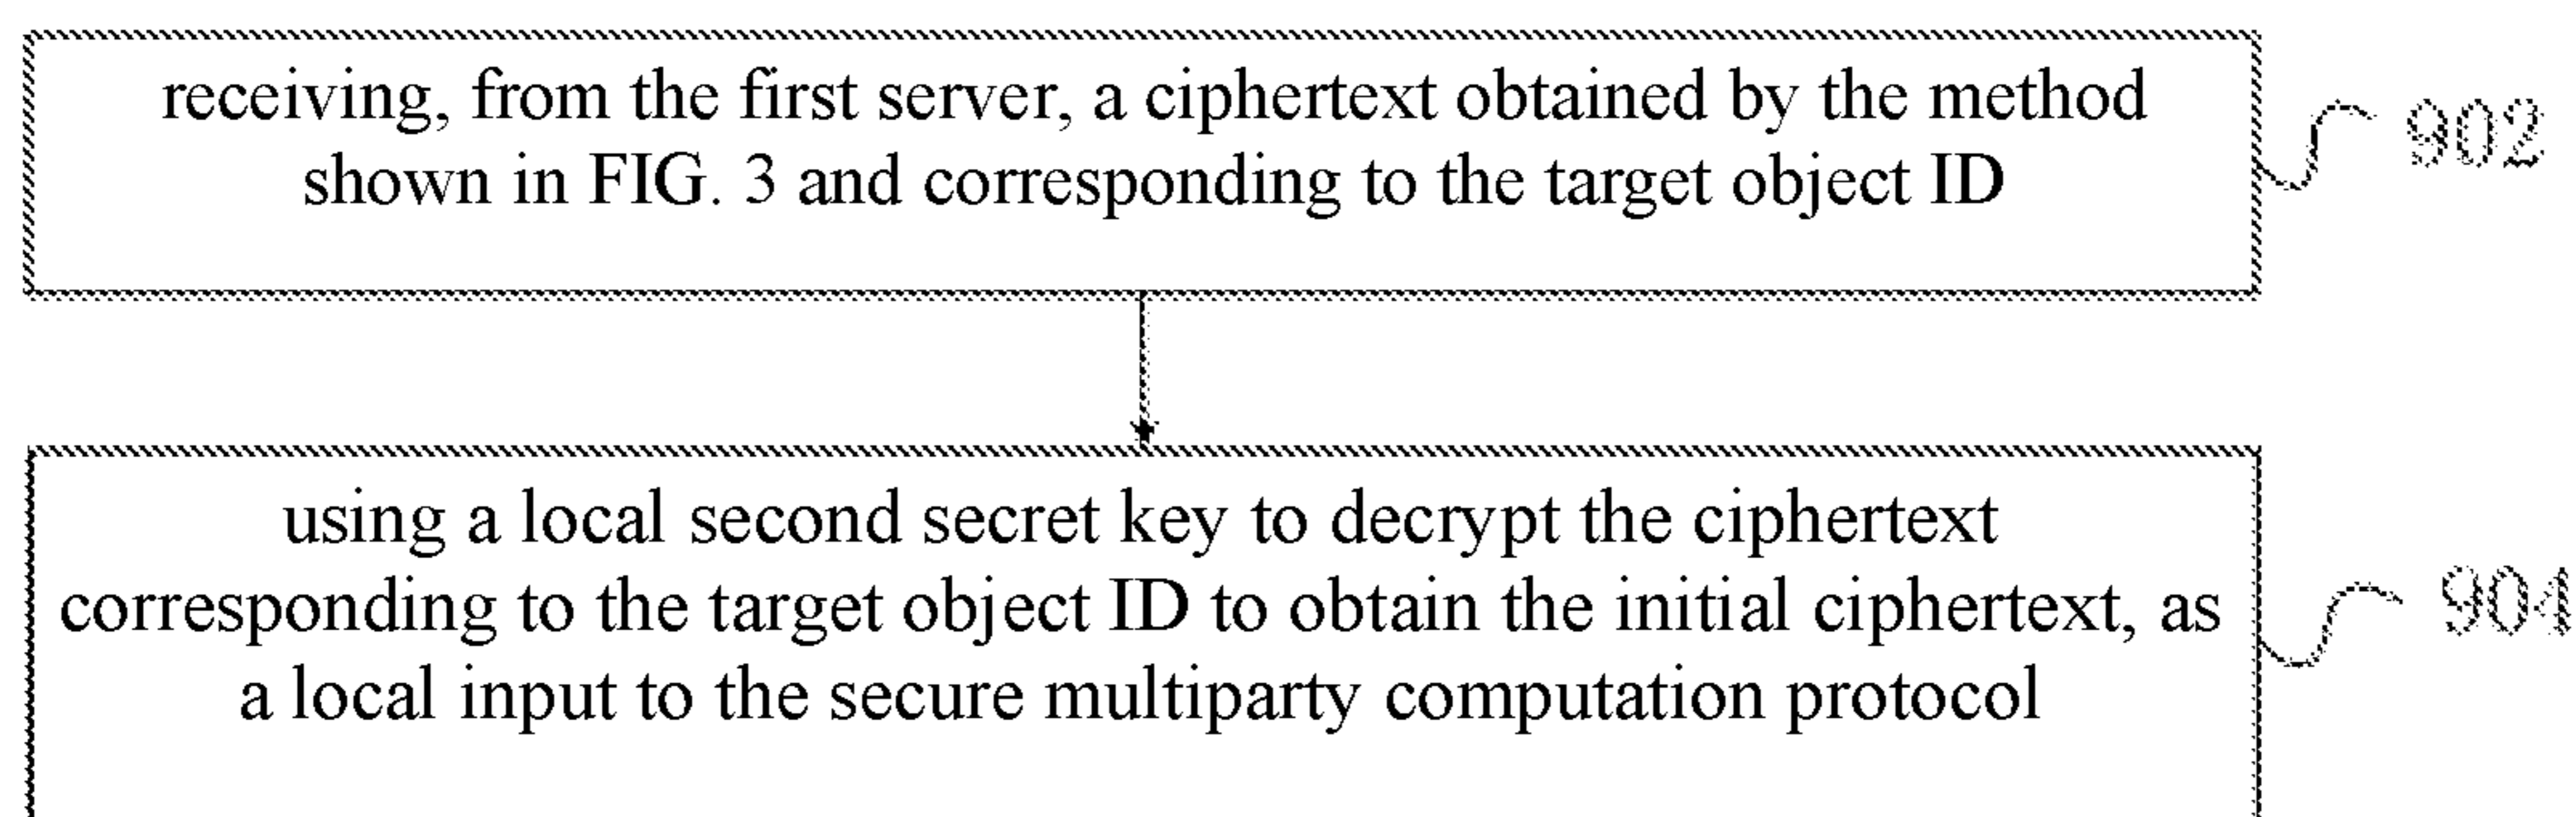 receiving, from the first server, a ciphertext obtained by the method
shown in FIG. 3 and corresponding to the target object ID
902
using a local second secret key to decrypt the ciphertext
corresponding to the target object ID to obtain the initial ciphertext, as
a local input to the secure multiparty computation protocol
904